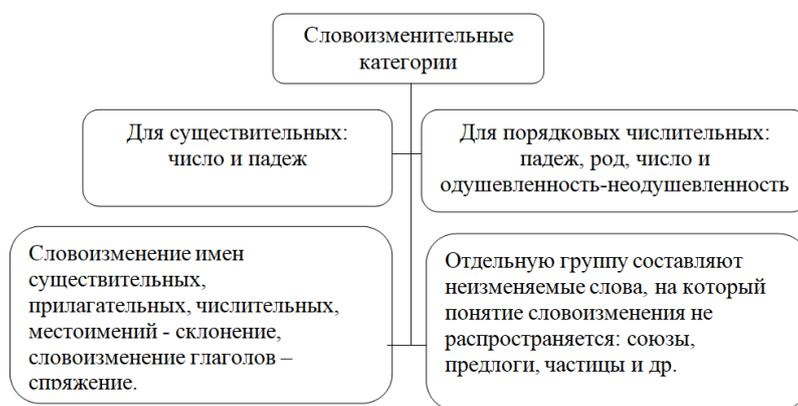 Словоизменительные
категории
Для существительных:
число и падеж
Для порядковых числительных:
падеж, род, число и
одушевленность-неодушевленность
Словоизменение имен
существительных,
прилагательных, числительных,
местоимений - склонение,
словоизменение глаголов –
спряжение.
Отдельную группу составляют
неизменяемые слова, на который
понятие словоизменения не
распространяется: союзы,
предлоги, частицы и др.